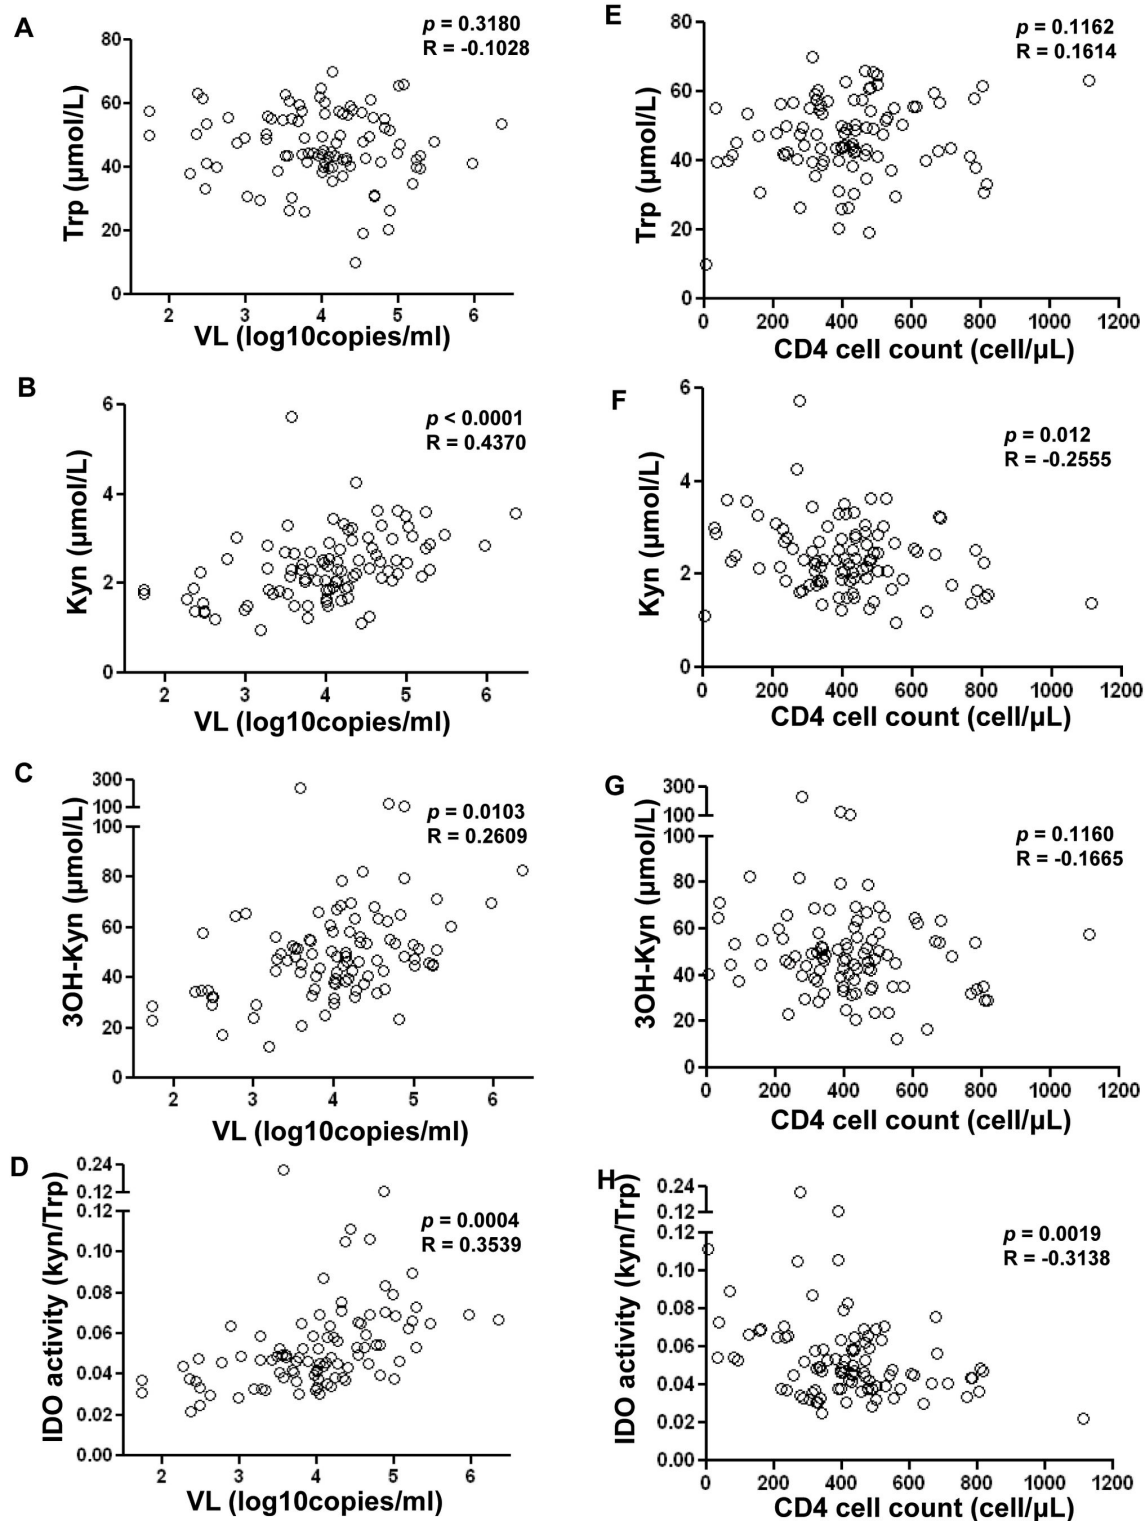 A
p = 0.3180
R = -0.1028
Trp (µmol/L)
80
60
40
20
0
2 3 4 5 6
VL (log10copies/ml)
E
p = 0.1162
R = 0.1614
Trp (µmol/L)
80
60
40
20
0
0 200 400 600 800 1000 1200
CD4 cell count (cell/µL)
B
p < 0.0001
R = 0.4370
Kyn (µmol/L)
6
4
2
0
2 3 4 5 6
VL (log10copies/ml)
F
p = 0.012
R = -0.2555
Kyn (µmol/L)
6
4
2
0
0 200 400 600 800 1000 1200
CD4 cell count (cell/µL)
C
p = 0.0103
R = 0.2609
3OH-Kyn (µmol/L)
300
100
100
80
60
40
20
0
2 3 4 5 6
VL (log10copies/ml)
G
p = 0.1160
R = -0.1665
3OH-Kyn (µmol/L)
300
100
100
80
60
40
20
0
0 200 400 600 800 1000 1200
CD4 cell count (cell/µL)
D
p = 0.0004
R = 0.3539
IDO activity (kyn/Trp)
0.24
0.12
0.12
0.10
0.08
0.06
0.04
0.02
0.00
2 3 4 5 6
VL (log10copies/ml)
H
p = 0.0019
R = -0.3138
IDO activity (kyn/Trp)
0.24
0.12
0.12
0.10
0.08
0.06
0.04
0.02
0.00
0 200 400 600 800 1000 1200
CD4 cell count (cell/µL)